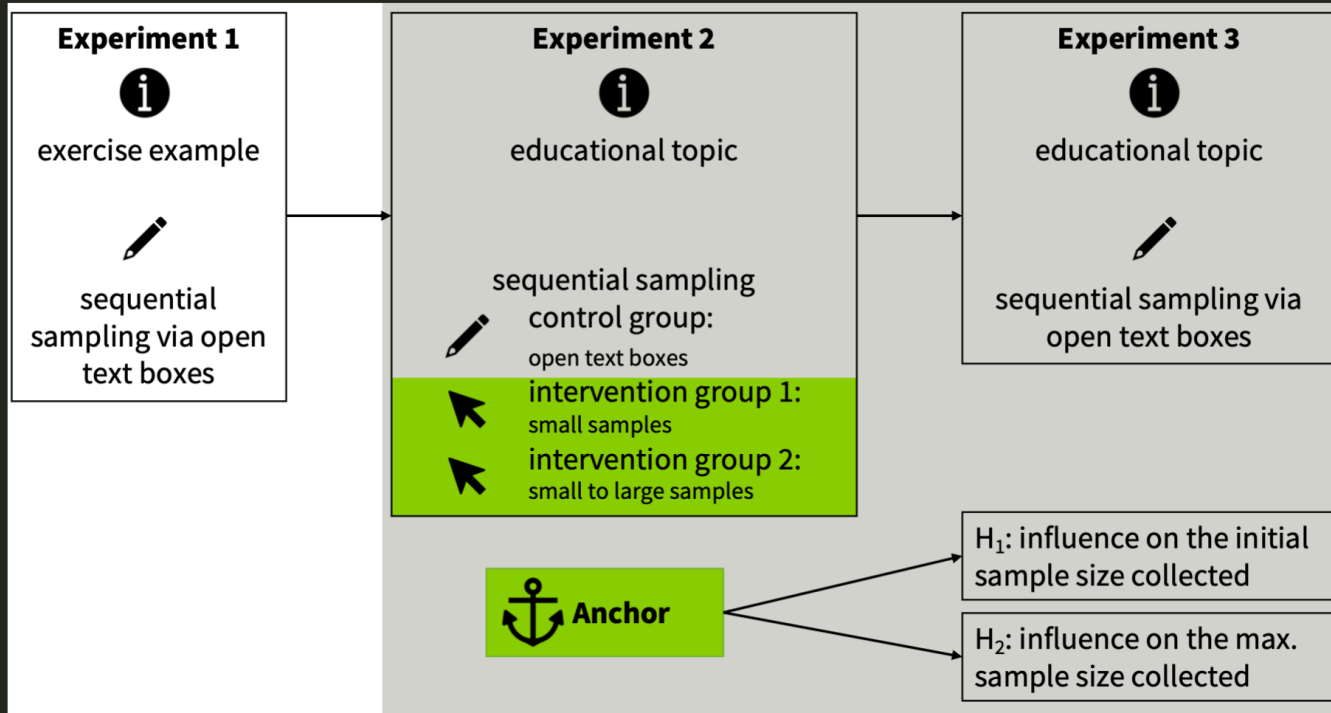 Experiment 1
exercise example
sequential
sampling via open
text boxes
Experiment 2
educational topic
sequential sampling
control group:
open text boxes
intervention group 1:
small samples
intervention group 2:
small to large samples
Experiment 3
educational topic
sequential sampling via
open text boxes
Anchor
H₁: influence on the initial
sample size collected
H₂: influence on the max.
sample size collected